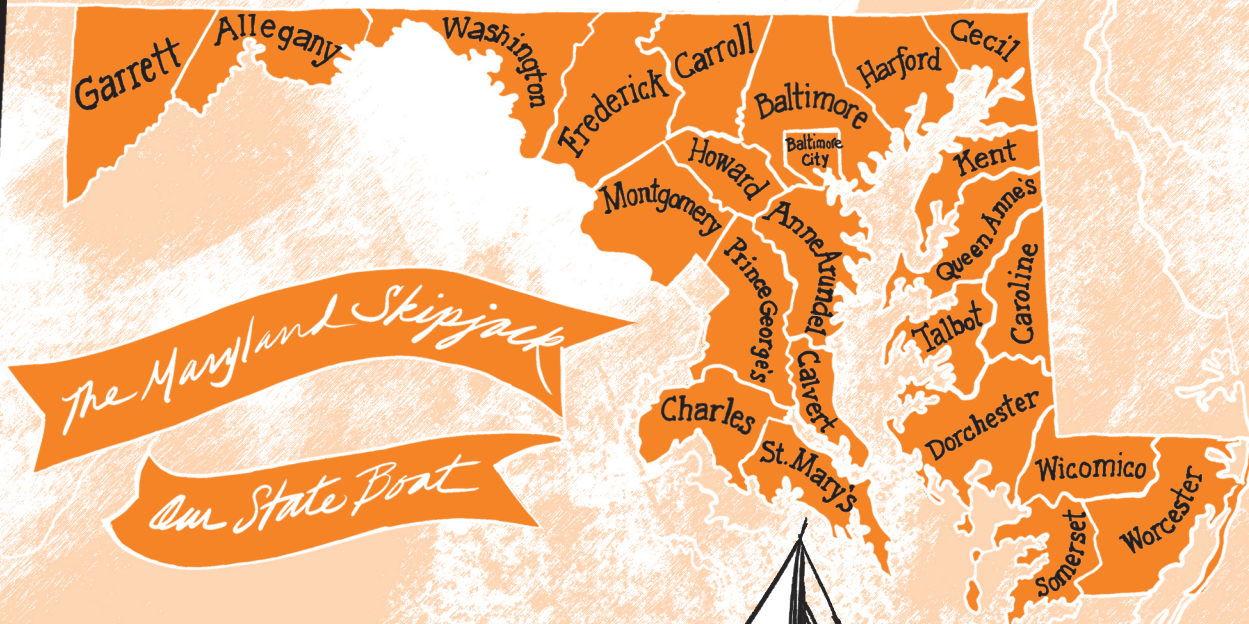 Garrett
Allegany
Washington
Frederick
Carroll
Baltimore
Baltimore
City
Harford
Cecil
Howard
Montgomery
Kent
Queen Anne's
Anne Arundel
Prince George's
Caroline
Talbot
Calvert
Charles
St. Mary's
Dorchester
Wicomico
Somerset
Worcester
The Maryland Skipjack
Our State Boat